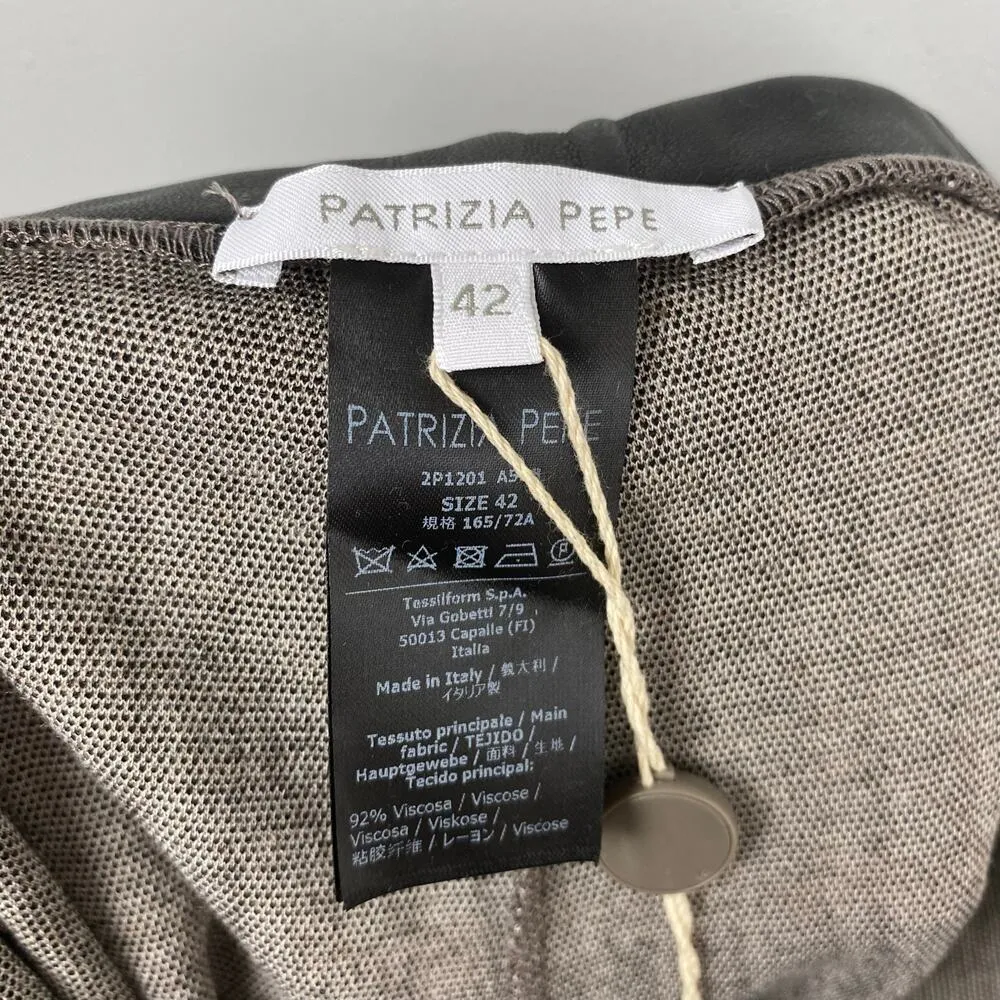 PATRIZIA PEPE
42
PATRIZIA PEPE
2P1201
SIZE 42
規格 165/72A
P
Tessilform S.p.A.
Via Gobetti 7/9
50013 Capalle (FI)
Italia
Made in Italy / 義大利 /
イタリア製
Tessuto principale / Main
fabric / TEJIDO /
Hauptgewebe / 面料 / 生地 /
Tecido principal:
92% Viscosa / Viscose /
Viscosa / Viskose /
粘胶纤维 / レーヨン / Viscose